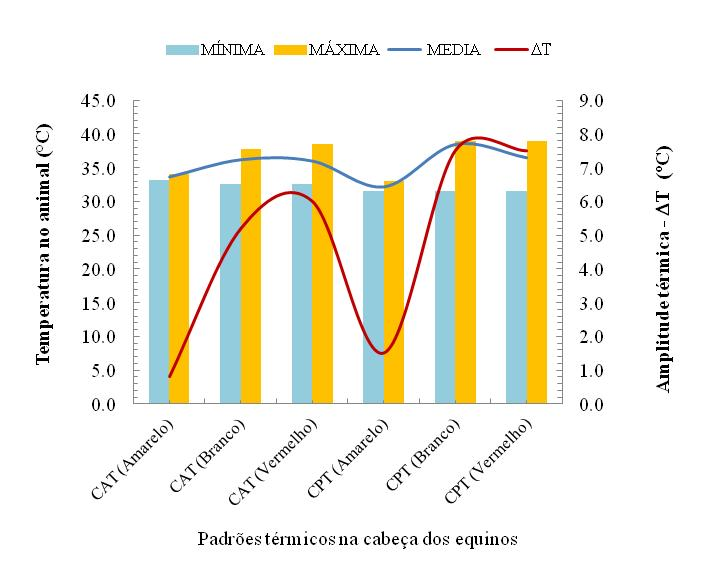 MÍNIMA MÁXIMA MEDIA ΔT
45.0
40.0
35.0
30.0
25.0
20.0
15.0
10.0
5.0
0.0
Temperatura no animal (°C)
9.0
8.0
7.0
6.0
5.0
4.0
3.0
2.0
1.0
0.0
Amplitude térmica - ΔT (°C)
CAT (Amarelo)
CAT (Branco)
CAT (Vermelho)
CPT (Amarelo)
CPT (Branco)
CPT (Vermelho)
Padrões térmicos na cabeça dos equinos